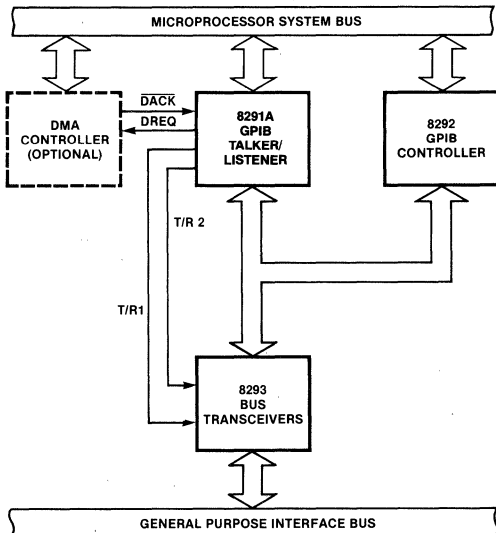 MICROPROCESSOR SYSTEM BUS
DMA
CONTROLLER
(OPTIONAL)
DACK
DREQ
8291A
GPIB
TALKER/
LISTENER
8292
GPIB
CONTROLLER
T/R 2
T/R1
8293
BUS
TRANSCEIVERS
GENERAL PURPOSE INTERFACE BUS